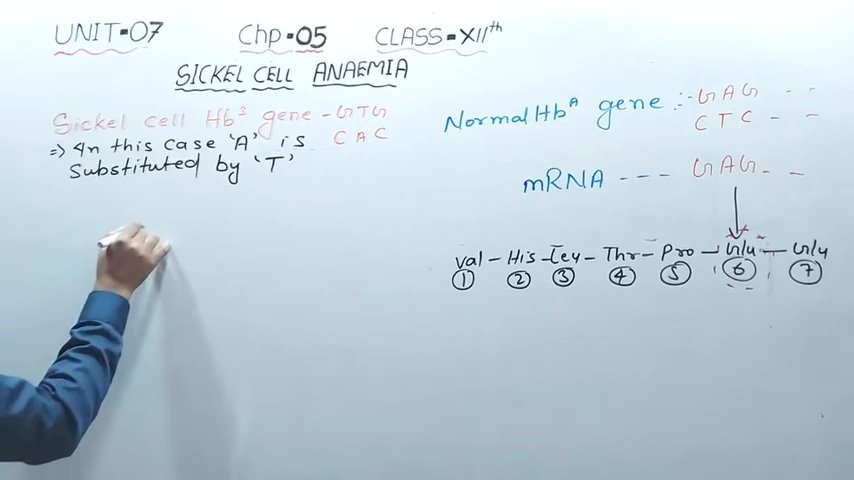 UNIT-07 Chp-05 CLASS-XIIth
SICKEL CELL ANAEMIA
Sickel cell Hbˢ gene - GTG
CAC
⇒ In this case 'A' is
substituted by 'T'
Normal Hbᴬ gene :- GAG - -
CTC - -
mRNA --- GAG - -
Val - His - Ley - Thr - Pro - Glu - Glu
1 2 3 4 5 6 7